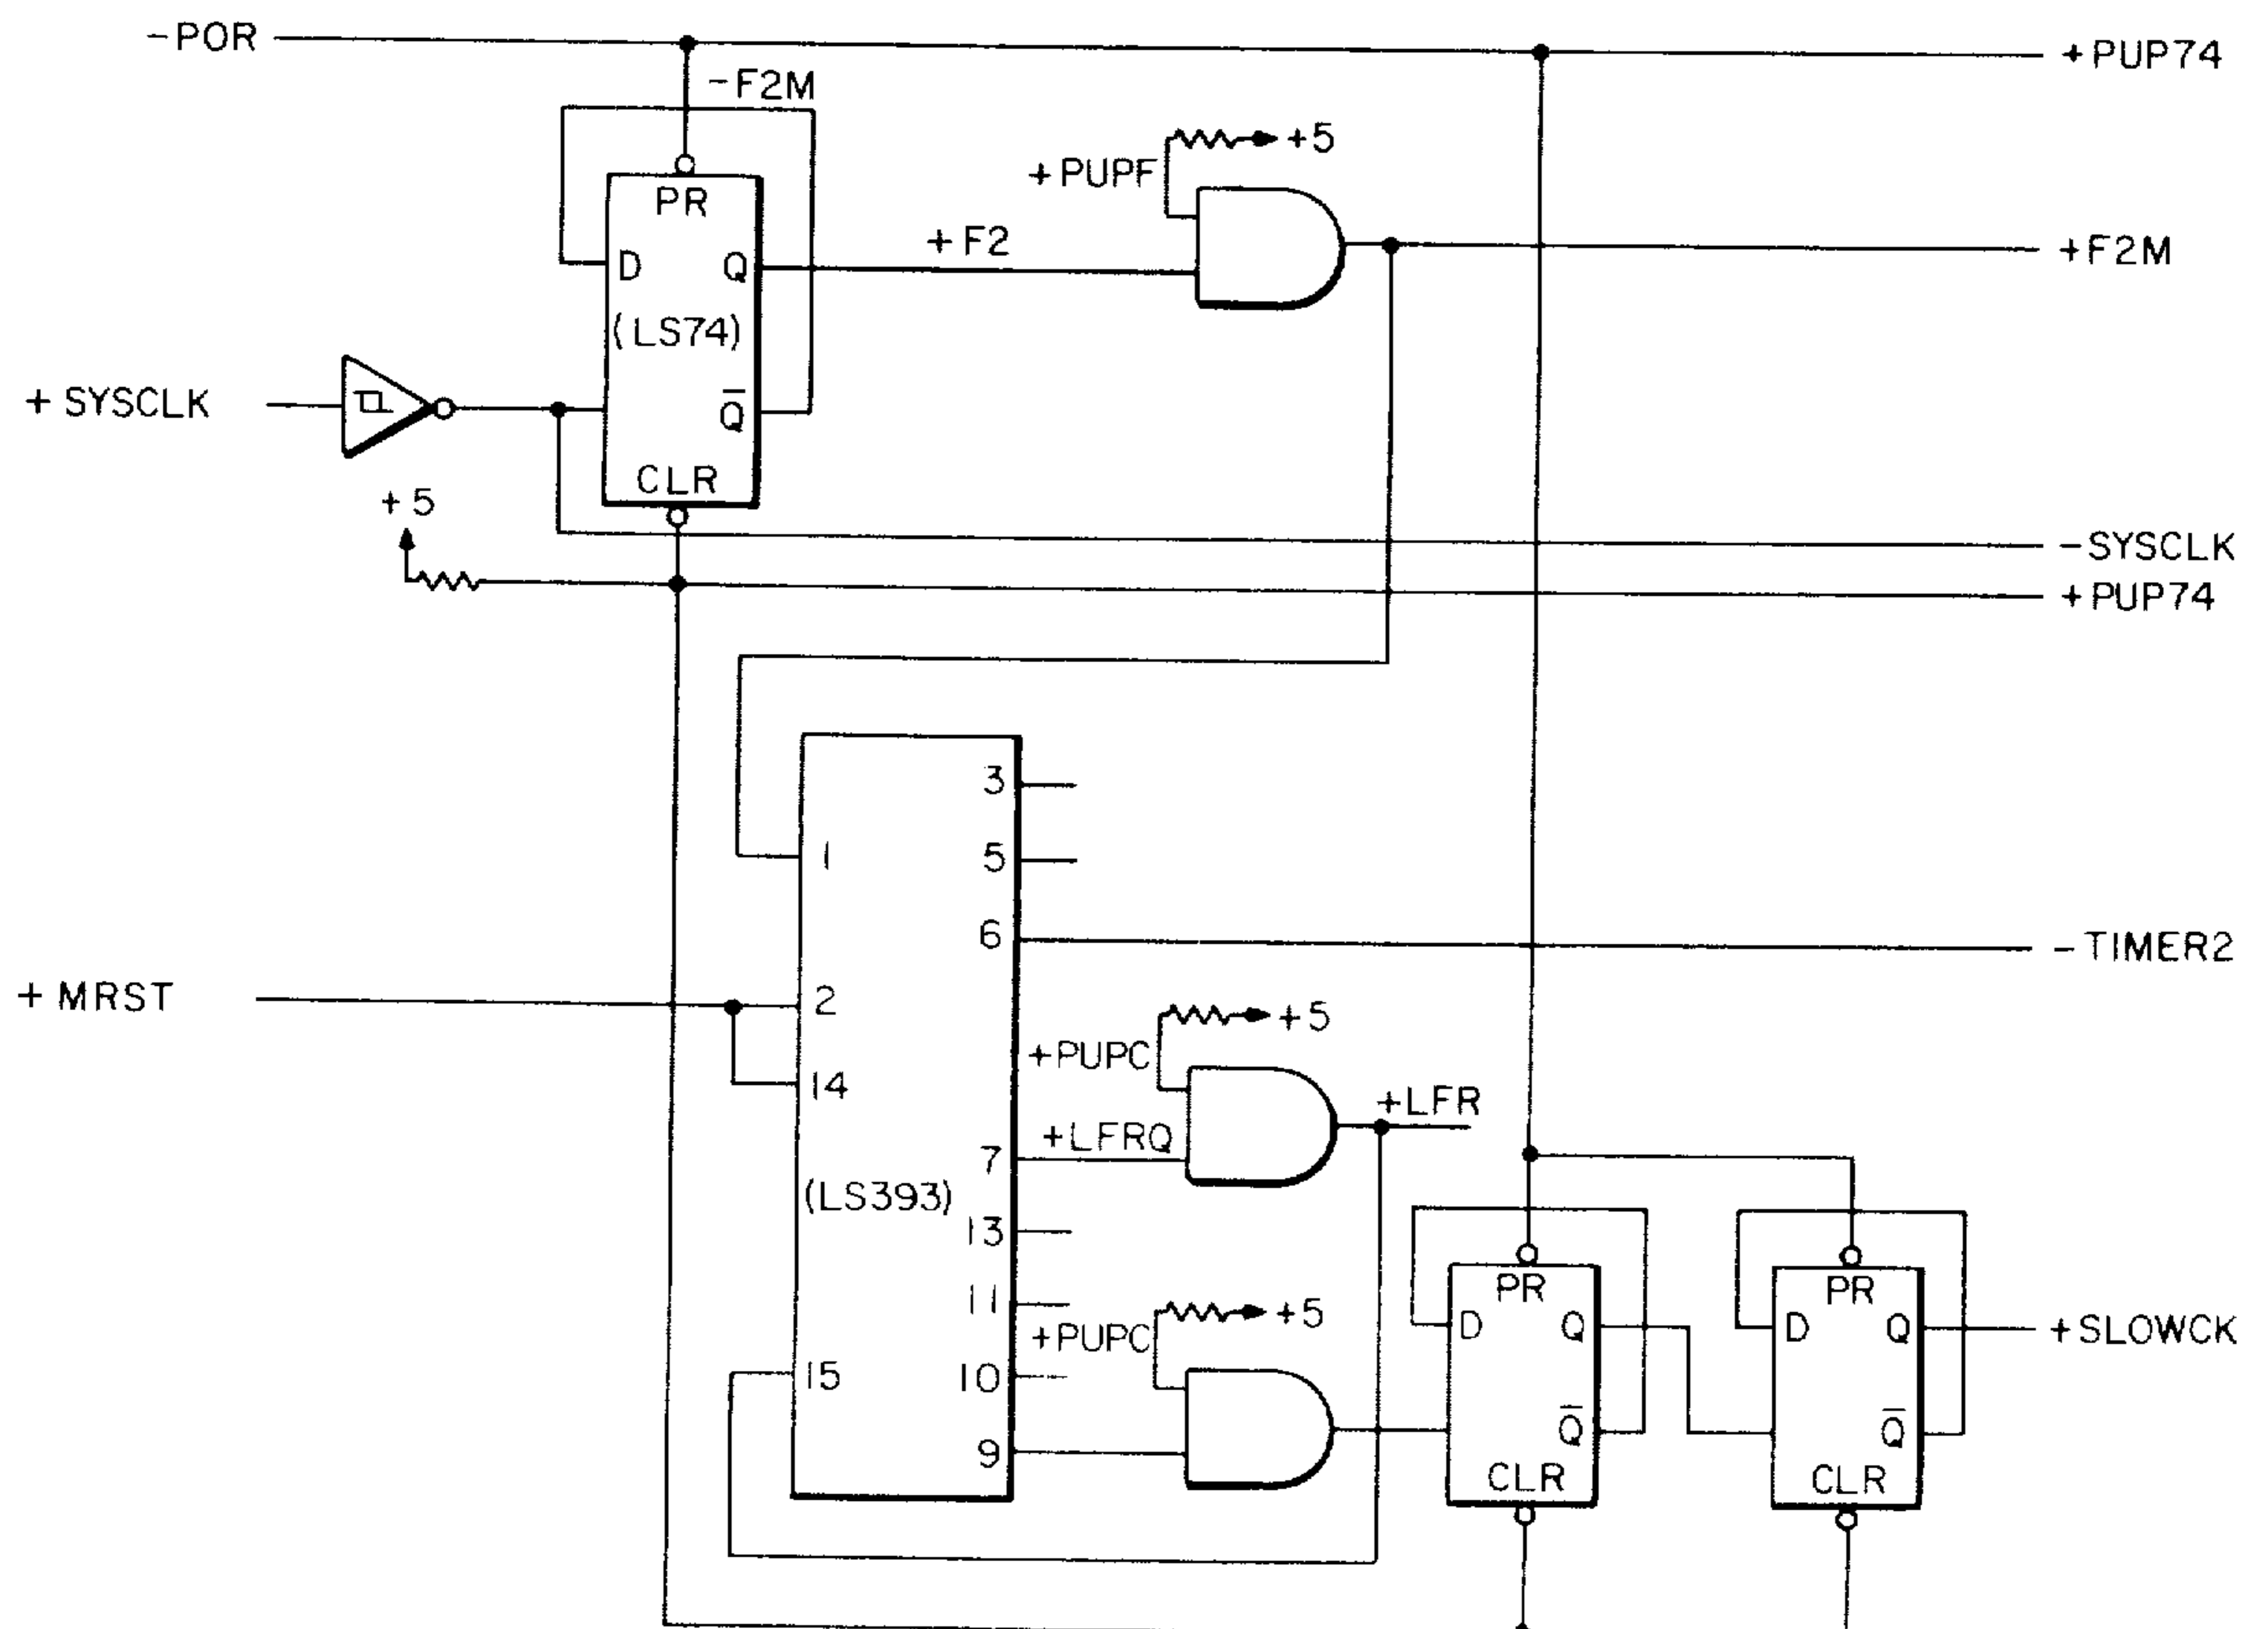 -POR
+PUP74
-F2M
+5
+PUPF
PR
+F2
+F2M
D
Q
(LS74)
+ SYSCLK
Q̅
CLR
+5
-SYSCLK
+PUP74
3
1
5
6
-TIMER2
+ MRST
2
+5
+PUPC
14
+LFR
+LFRQ
7
(LS393)
13
PR
PR
11
+5
D
Q
D
Q
+SLOWCK
+PUPC
15
10
Q̅
Q̅
9
CLR
CLR